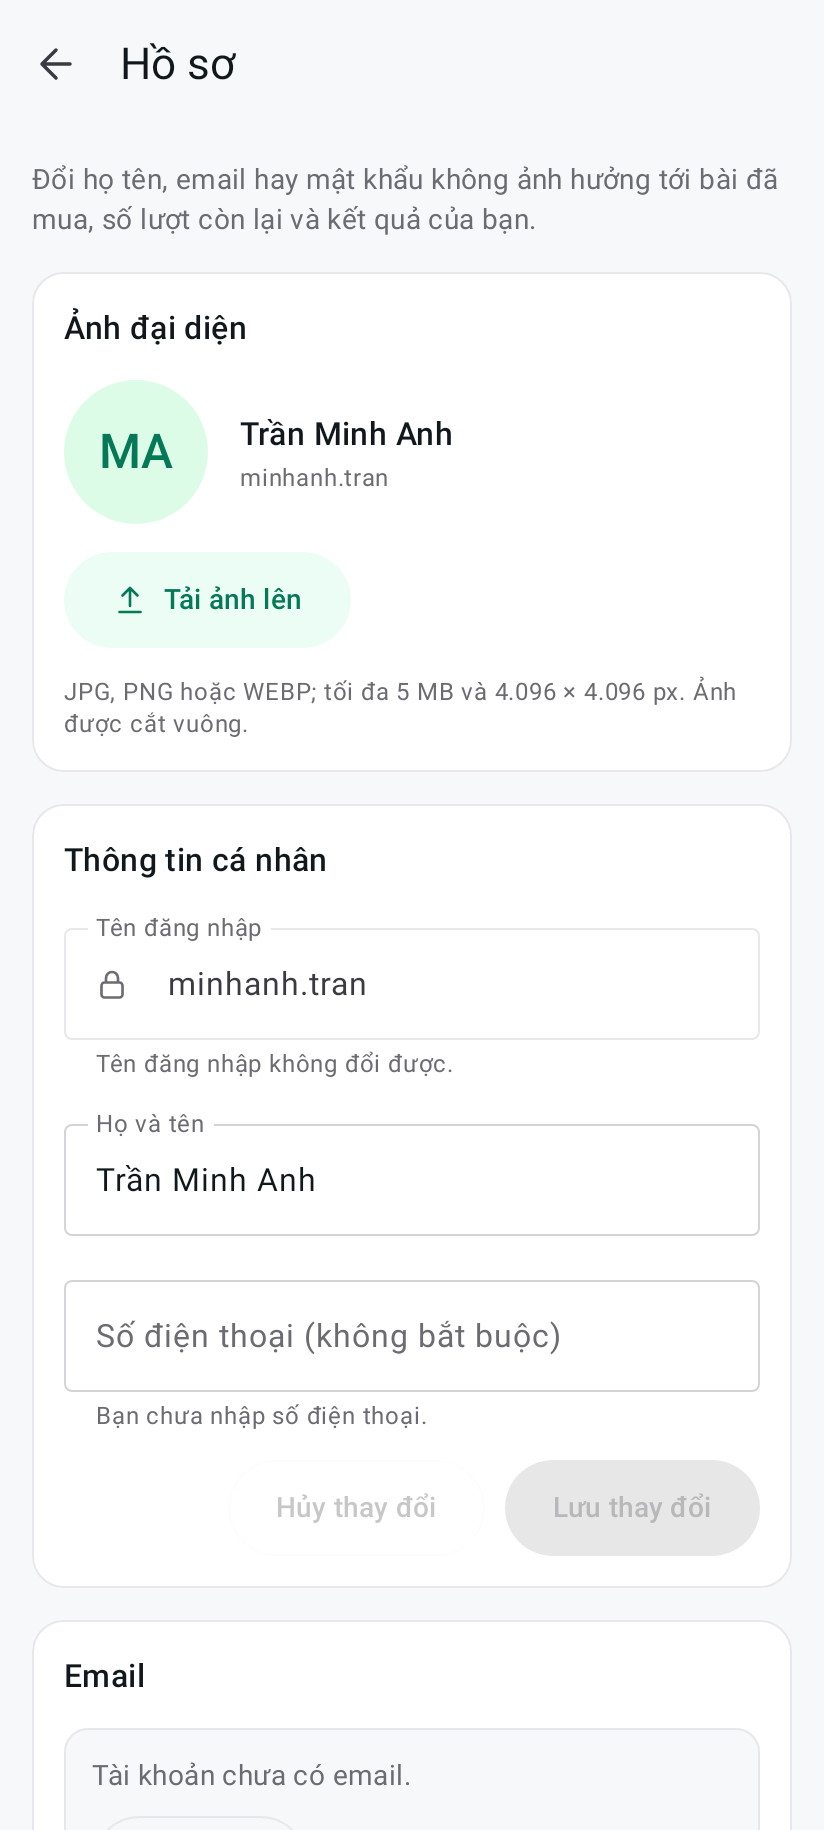 Hồ sơ
Đổi họ tên, email hay mật khẩu không ảnh hưởng tới bài đã
mua, số lượt còn lại và kết quả của bạn.
Ảnh đại diện
MA
Trần Minh Anh
minhanh.tran
Tải ảnh lên
JPG, PNG hoặc WEBP; tối đa 5 MB và 4.096 × 4.096 px. Ảnh
được cắt vuông.
Thông tin cá nhân
Tên đăng nhập
minhanh.tran
Tên đăng nhập không đổi được.
Họ và tên
Trần Minh Anh
Số điện thoại (không bắt buộc)
Bạn chưa nhập số điện thoại.
Hủy thay đổi
Lưu thay đổi
Email
Tài khoản chưa có email.